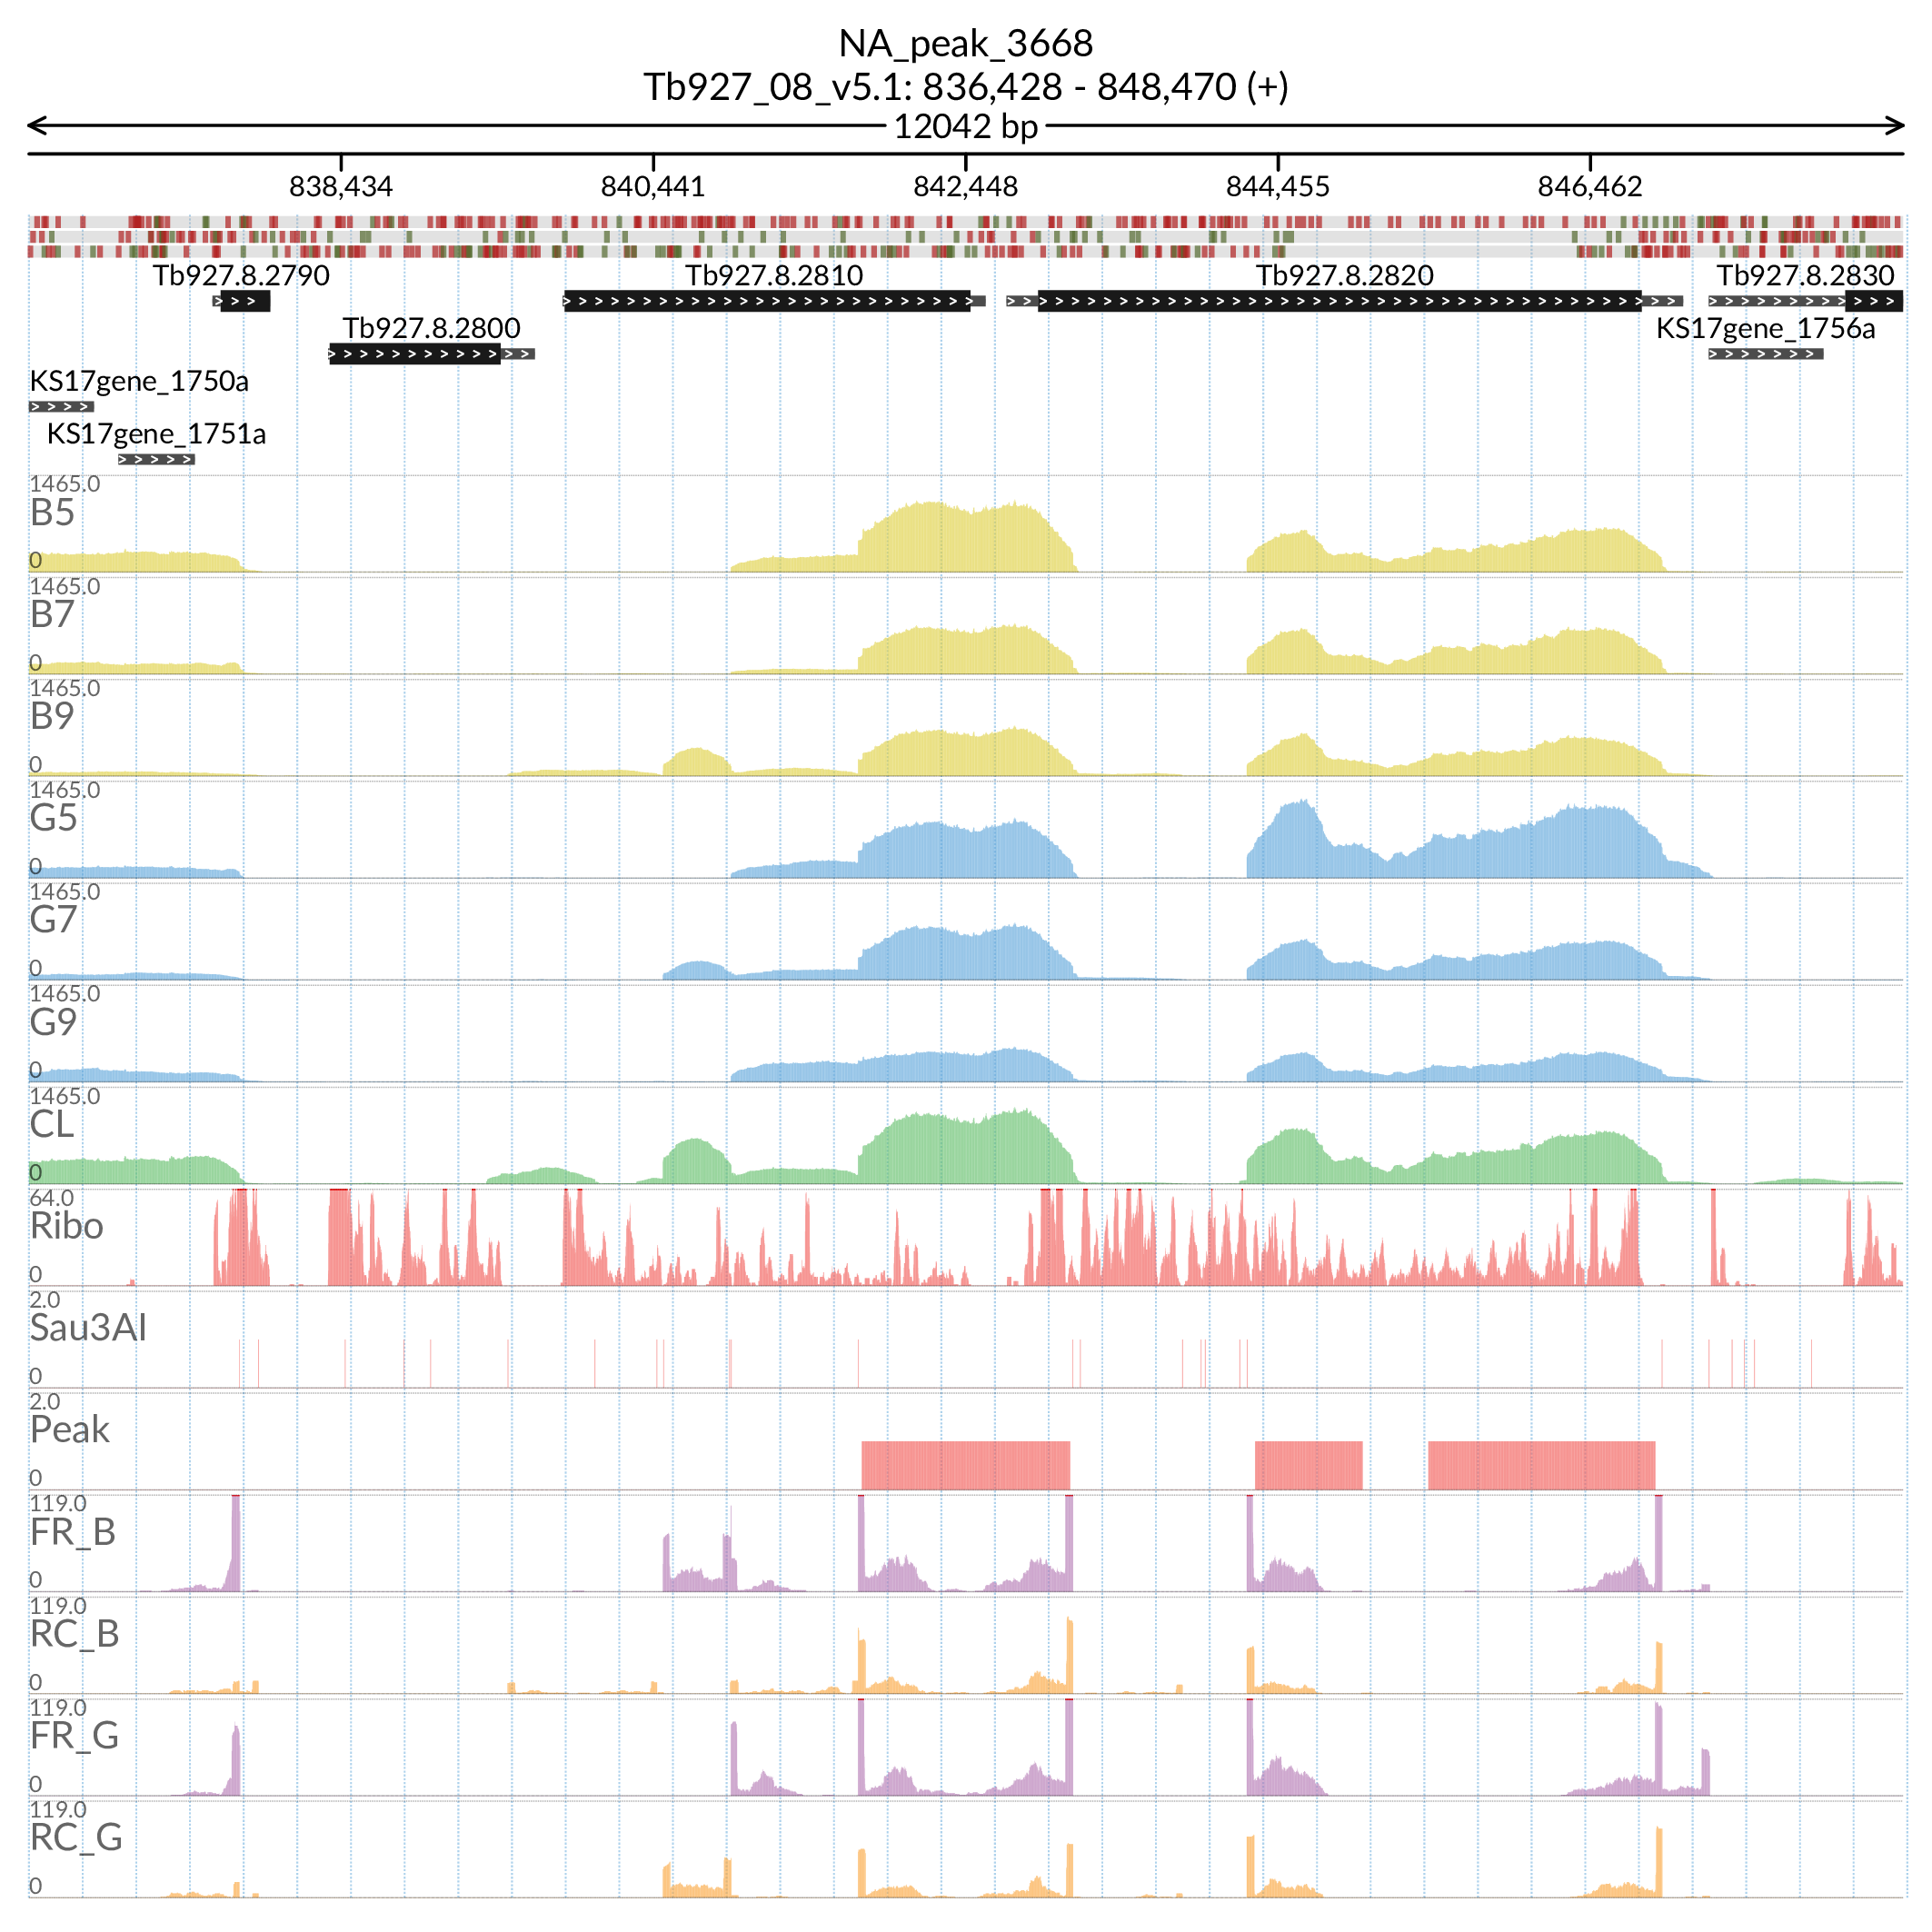 NA_peak_3668
Tb927_08_v5.1: 836,428 - 848,470 (+)
12042 bp
838,434 840,441 842,448 844,455 846,462
Tb927.8.2790 Tb927.8.2810 Tb927.8.2820 Tb927.8.2830
Tb927.8.2800 KS17gene_1756a
KS17gene_1750a
KS17gene_1751a
1465.0
B5
0
1465.0
B7
0
1465.0
B9
0
1465.0
G5
0
1465.0
G7
0
1465.0
G9
0
1465.0
CL
0
64.0
Ribo
0
2.0
Sau3AI
0
2.0
Peak
0
119.0
FR_B
0
119.0
RC_B
0
119.0
FR_G
0
119.0
RC_G
0